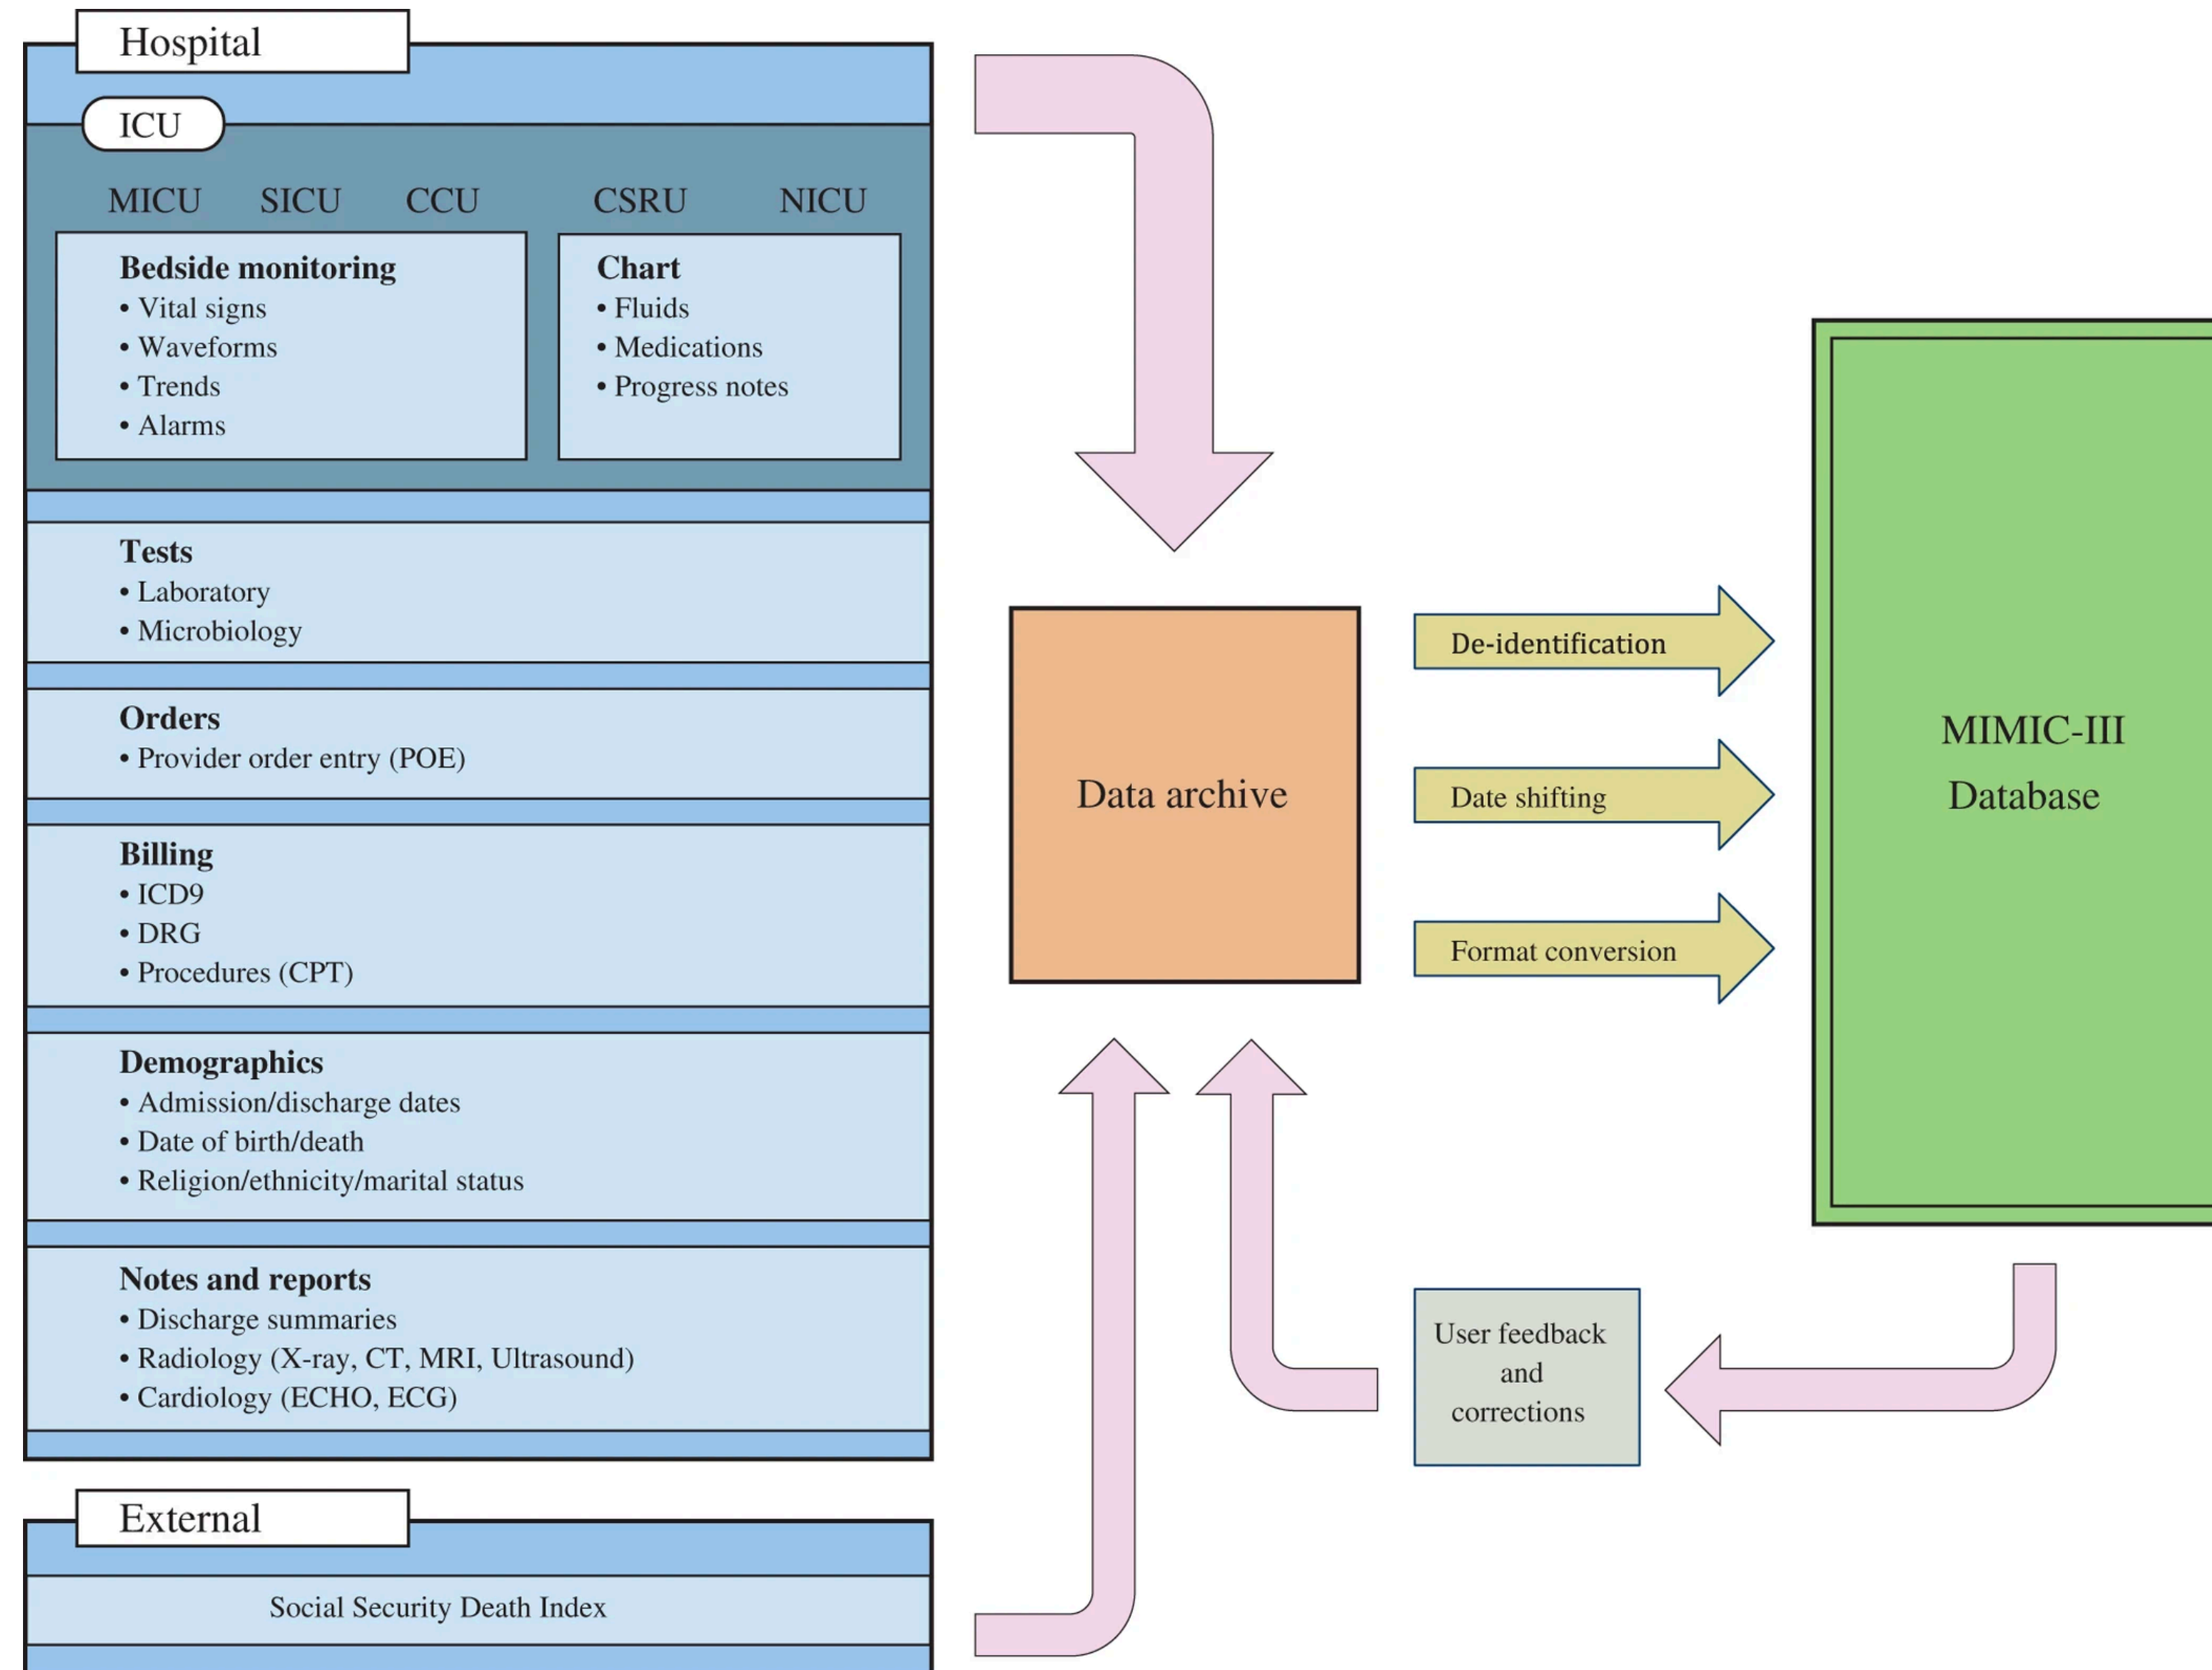 Hospital
ICU
MICU SICU CCU CSRU NICU
Bedside monitoring
• Vital signs
• Waveforms
• Trends
• Alarms
Chart
• Fluids
• Medications
• Progress notes
Tests
• Laboratory
• Microbiology
Orders
• Provider order entry (POE)
Billing
• ICD9
• DRG
• Procedures (CPT)
Demographics
• Admission/discharge dates
• Date of birth/death
• Religion/ethnicity/marital status
Notes and reports
• Discharge summaries
• Radiology (X-ray, CT, MRI, Ultrasound)
• Cardiology (ECHO, ECG)
External
Social Security Death Index
Data archive
De-identification
Date shifting
Format conversion
MIMIC-III
Database
User feedback
and
corrections